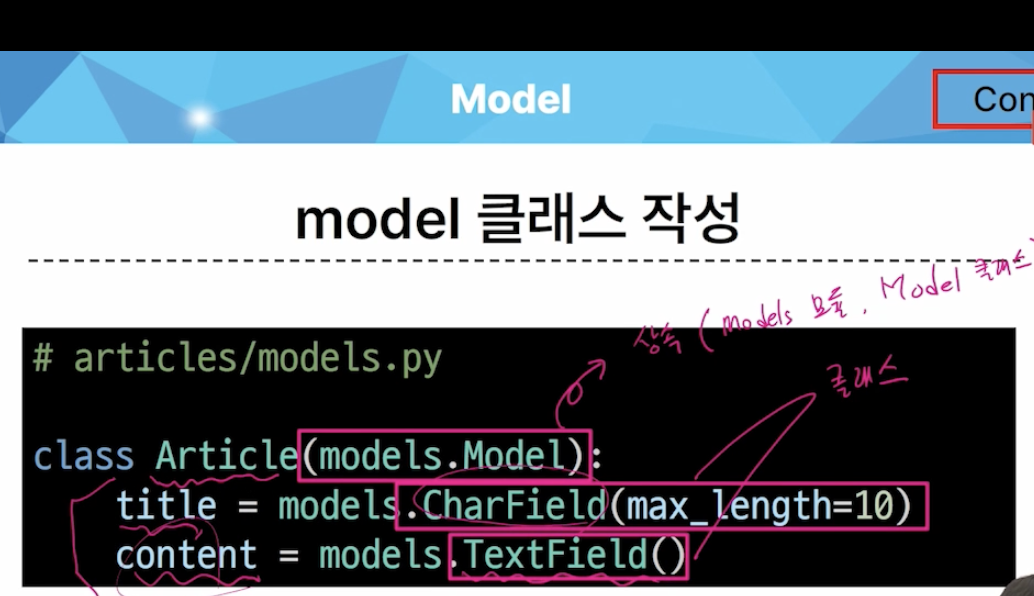 Model
Con
model 클래스 작성
상속 (models 모듈, Model 클래스)
# articles/models.py
클래스
class Article(models.Model):
title = models.CharField(max_length=10)
content = models.TextField()